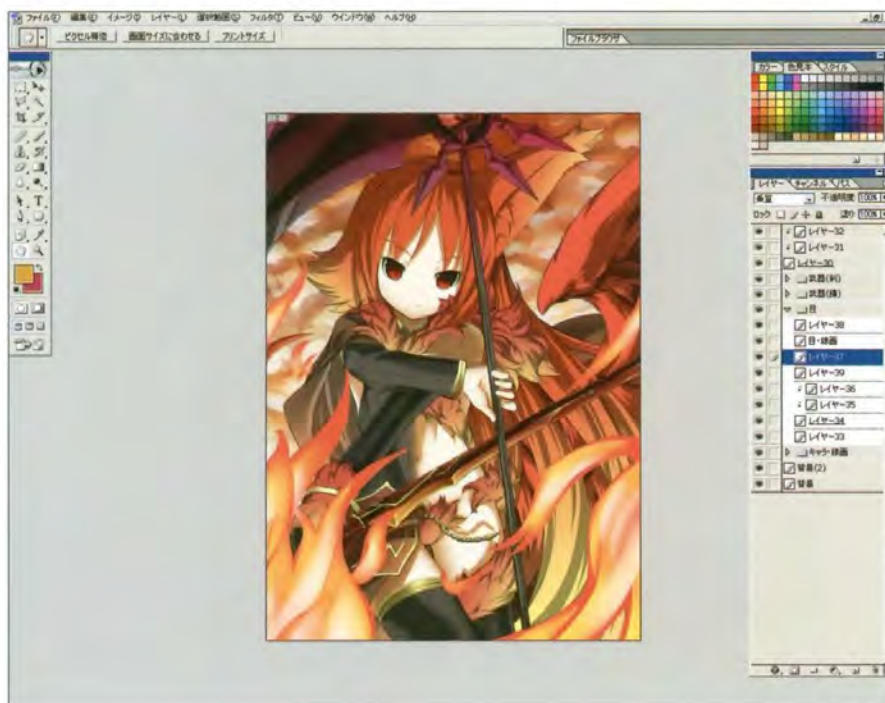 ファイル(F) 編集(E) イメージ(I) レイヤー(L) 選択範囲(S) フィルタ(T) ビュー(V) ウインドウ(W) ヘルプ(H)
ピクセル等倍 画面サイズに合わせる プリントサイズ
ファイルブラウザ
カラー 色見本 スタイル
レイヤー チャンネル パス
不透明度: 100%
ロック: 塗り: 100%
レイヤー32
レイヤー31
レイヤー30
武器(剣)
目
レイヤー38
目・線画
レイヤー37
レイヤー39
レイヤー36
レイヤー35
レイヤー34
レイヤー33
キャラ・線画
背景(2)
背景